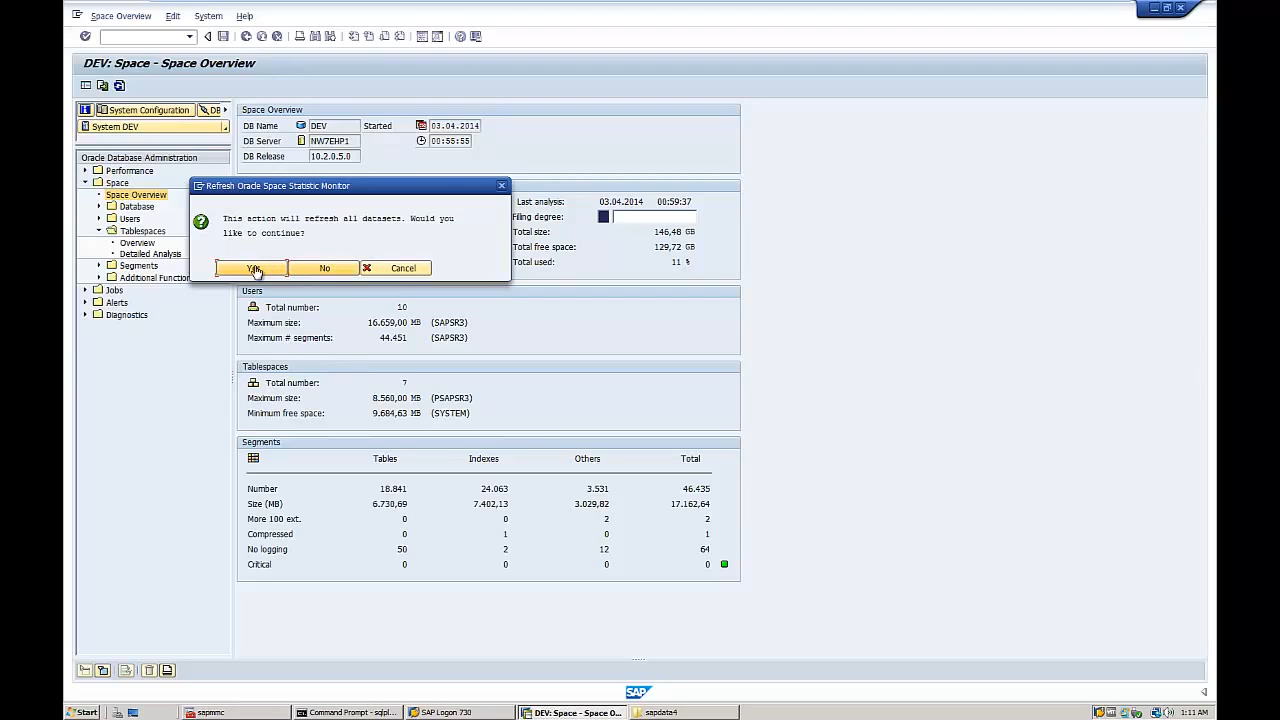 Space Overview Edit System Help
DEV: Space - Space Overview
System Configuration DB
System DEV
Oracle Database Administration
Performance
Space
Space Overview
Database
Users
Tablespaces
Overview
Detailed Analysis
Segments
Additional Functio
Jobs
Alerts
Diagnostics
Space Overview
DB Name DEV Started 03.04.2014
DB Server NW7EHP1 00:55:55
DB Release 10.2.0.5.0
Refresh Oracle Space Statistic Monitor
This action will refresh all datasets. Would you
like to continue?
Yes No Cancel
Last analysis: 03.04.2014 00:59:37
Filing degree:
Total size: 146,48 GB
Total free space: 129,72 GB
Total used: 11 %
Users
Total number: 10
Maximum size: 16.659,00 MB (SAPSR3)
Maximum # segments: 44.451 (SAPSR3)
Tablespaces
Total number: 7
Maximum size: 8.560,00 MB (PSAPSR3)
Minimum free space: 9.684,63 MB (SYSTEM)
Segments
Tables Indexes Others Total
Number 18.841 24.063 3.531 46.435
Size (MB) 6.730,69 7.402,13 3.029,82 17.162,64
More 100 ext. 0 0 2 2
Compressed 0 1 0 1
No logging 50 2 12 64
Critical 0 0 0 0
SAP
Start sapmmc Command Prompt - sqlpl... SAP Logon 730 DEV: Space - Space O... sapdata4 1:11 AM